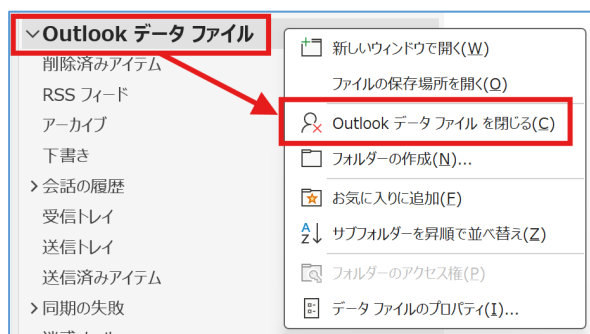 Outlook データ ファイル
削除済みアイテム
RSS フィード
アーカイブ
下書き
会話の履歴
受信トレイ
送信トレイ
送信済みアイテム
同期の失敗
新しいウィンドウで開く(W)
ファイルの保存場所を開く(O)
Outlook データ ファイル を閉じる(C)
フォルダーの作成(N)...
お気に入りに追加(F)
サブフォルダーを昇順で並べ替え(Z)
フォルダーのアクセス権(P)
データ ファイルのプロパティ(I)...